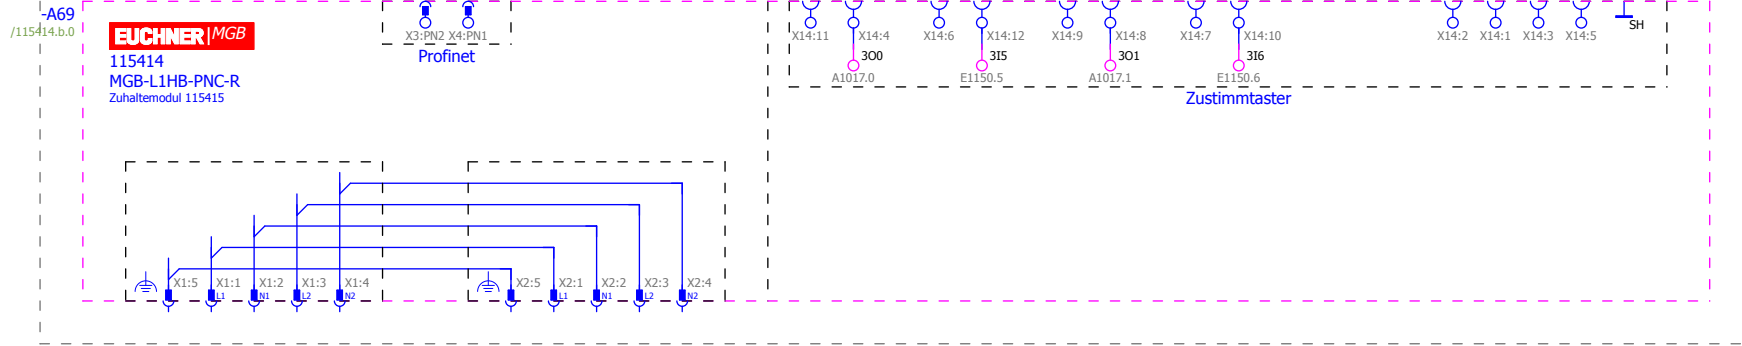 -A69
/115414.b.0
EUCHNER MGB
115414
MGB-L1HB-PNC-R
Zuhaltemodul 115415
X3:PN2 X4:PN1
Profinet
X14:11 X14:4 X14:6 X14:12 X14:9 X14:8 X14:7 X14:10 X14:2 X14:1 X14:3 X14:5 SH
3O0 3I5 3O1 3I6
A1017.0 E1150.5 A1017.1 E1150.6
Zustimmtaster
X1:5 X1:1 X1:2 X1:3 X1:4 X2:5 X2:1 X2:2 X2:3 X2:4
L1 N1 L2 N2 L1 N1 L2 N2